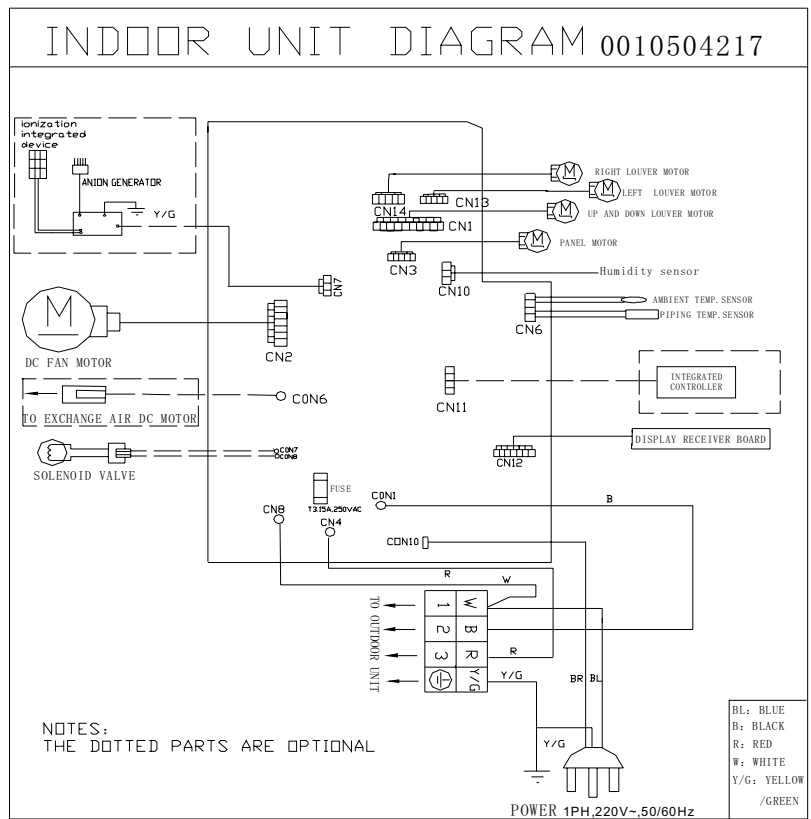 INDOOR UNIT DIAGRAM 0010504217
ionization
integrated
device
ANION GENERATOR
Y/G
CN7
M
DC FAN MOTOR
CN2
TO EXCHANGE AIR DC MOTOR
CON6
SOLENOID VALVE
CON7
CON8
M
RIGHT LOUVER MOTOR
CN14
M
LEFT LOUVER MOTOR
CN13
M
UP AND DOWN LOUVER MOTOR
CN1
M
PANEL MOTOR
CN3
Humidity sensor
CN10
AMBIENT TEMP. SENSOR
PIPING TEMP. SENSOR
CN6
INTEGRATED
CONTROLLER
CN11
DISPLAY RECEIVER BOARD
CN12
FUSE
T3.15A,250VAC
CN8
CN4
CON1
B
CON10
R
W
TO OUTDOOR UNIT
1 W
2 B
3 R
Y/G
R
Y/G
BR BL
Y/G
NOTES:
THE DOTTED PARTS ARE OPTIONAL
POWER 1PH,220V~,50/60Hz
BL: BLUE
B: BLACK
R: RED
W: WHITE
Y/G: YELLOW
/GREEN